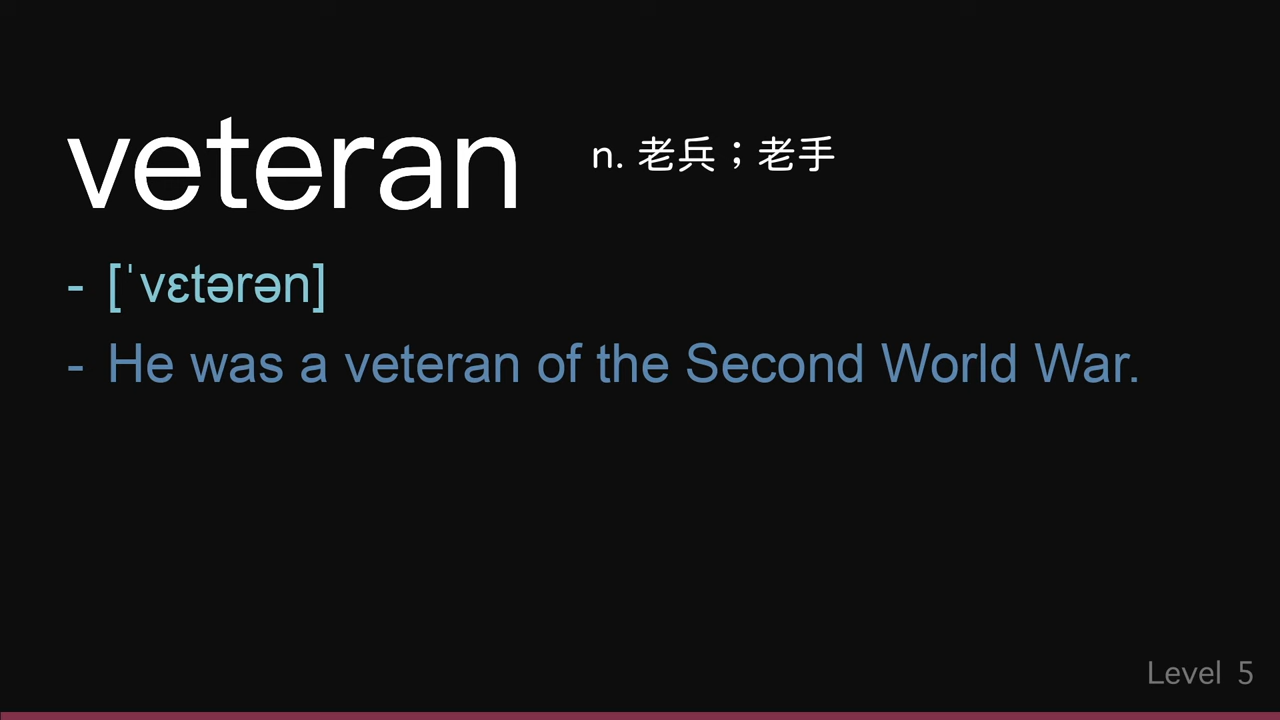 veteran n. 老兵；老手
- [ˈvɛtərən]
- He was a veteran of the Second World War.
Level 5